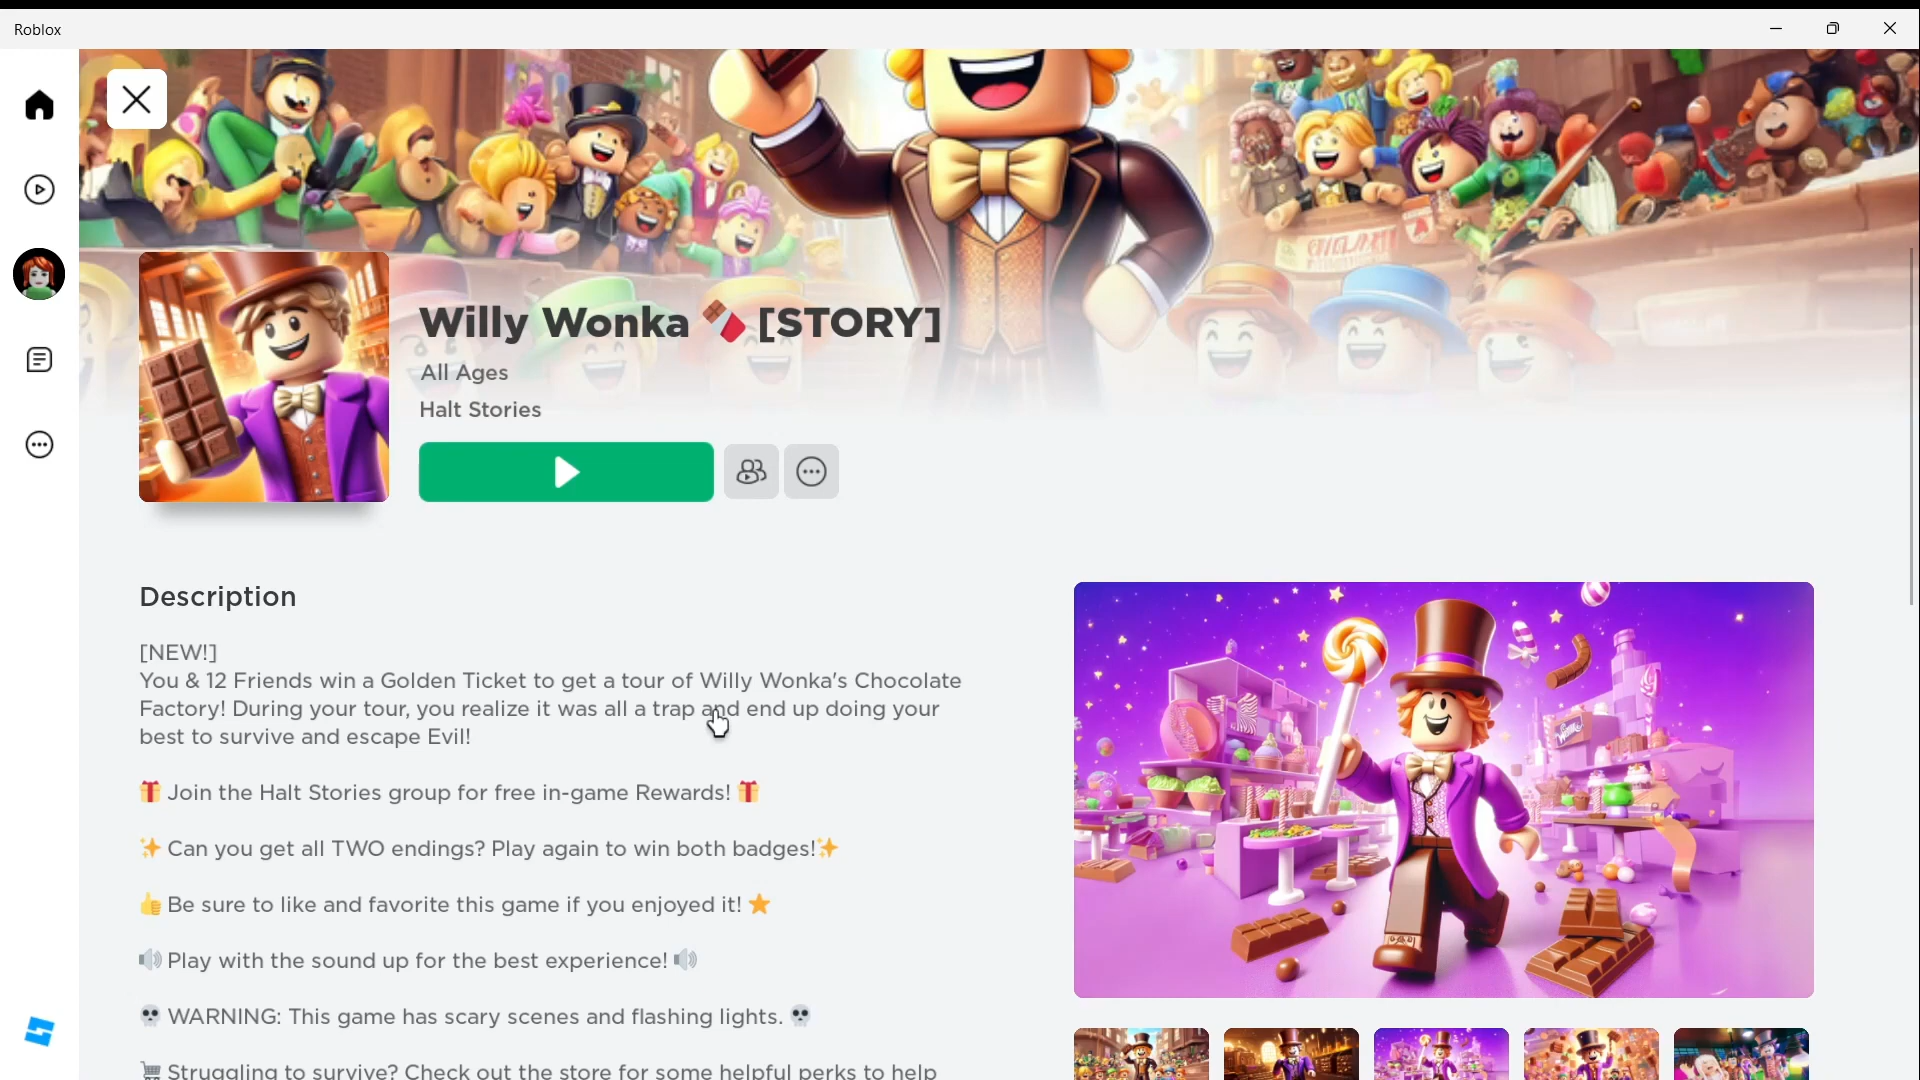 Roblox
Willy Wonka 🍫 [STORY]
All Ages
Halt Stories
Description
[NEW!]
You & 12 Friends win a Golden Ticket to get a tour of Willy Wonka's Chocolate
Factory! During your tour, you realize it was all a trap and end up doing your
best to survive and escape Evil!
🎁 Join the Halt Stories group for free in-game Rewards! 🎁
✨ Can you get all TWO endings? Play again to win both badges!✨
👍 Be sure to like and favorite this game if you enjoyed it! ⭐
🔊 Play with the sound up for the best experience! 🔊
💀 WARNING: This game has scary scenes and flashing lights. 💀
🛒 Struggling to survive? Check out the store for some helpful perks to help